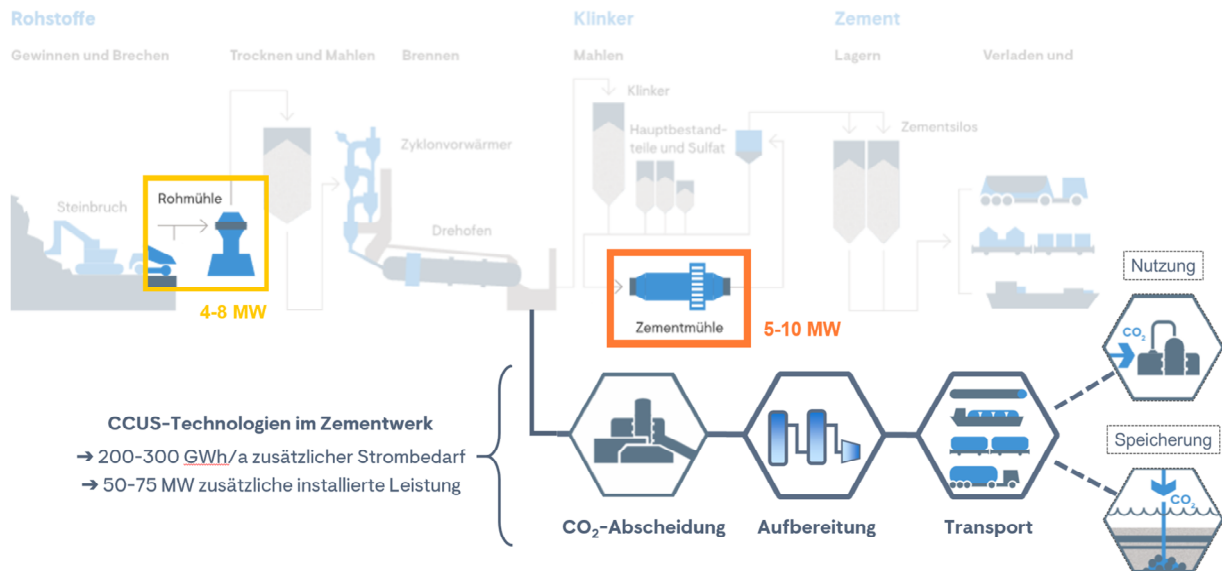 Rohstoffe
Klinker
Zement
Gewinnen und Brechen
Trocknen und Mahlen
Brennen
Mahlen
Lagern
Verladen und
Klinker
Hauptbestand-
teile und Sulfat
Zyklonvorwärmer
Zementsilos
Rohmühle
Steinbruch
Drehofen
4-8 MW
Zementmühle
5-10 MW
Nutzung
CO₂
CCUS-Technologien im Zementwerk
→ 200-300 GWh/a zusätzlicher Strombedarf
→ 50-75 MW zusätzliche installierte Leistung
Speicherung
CO₂
CO₂-Abscheidung
Aufbereitung
Transport